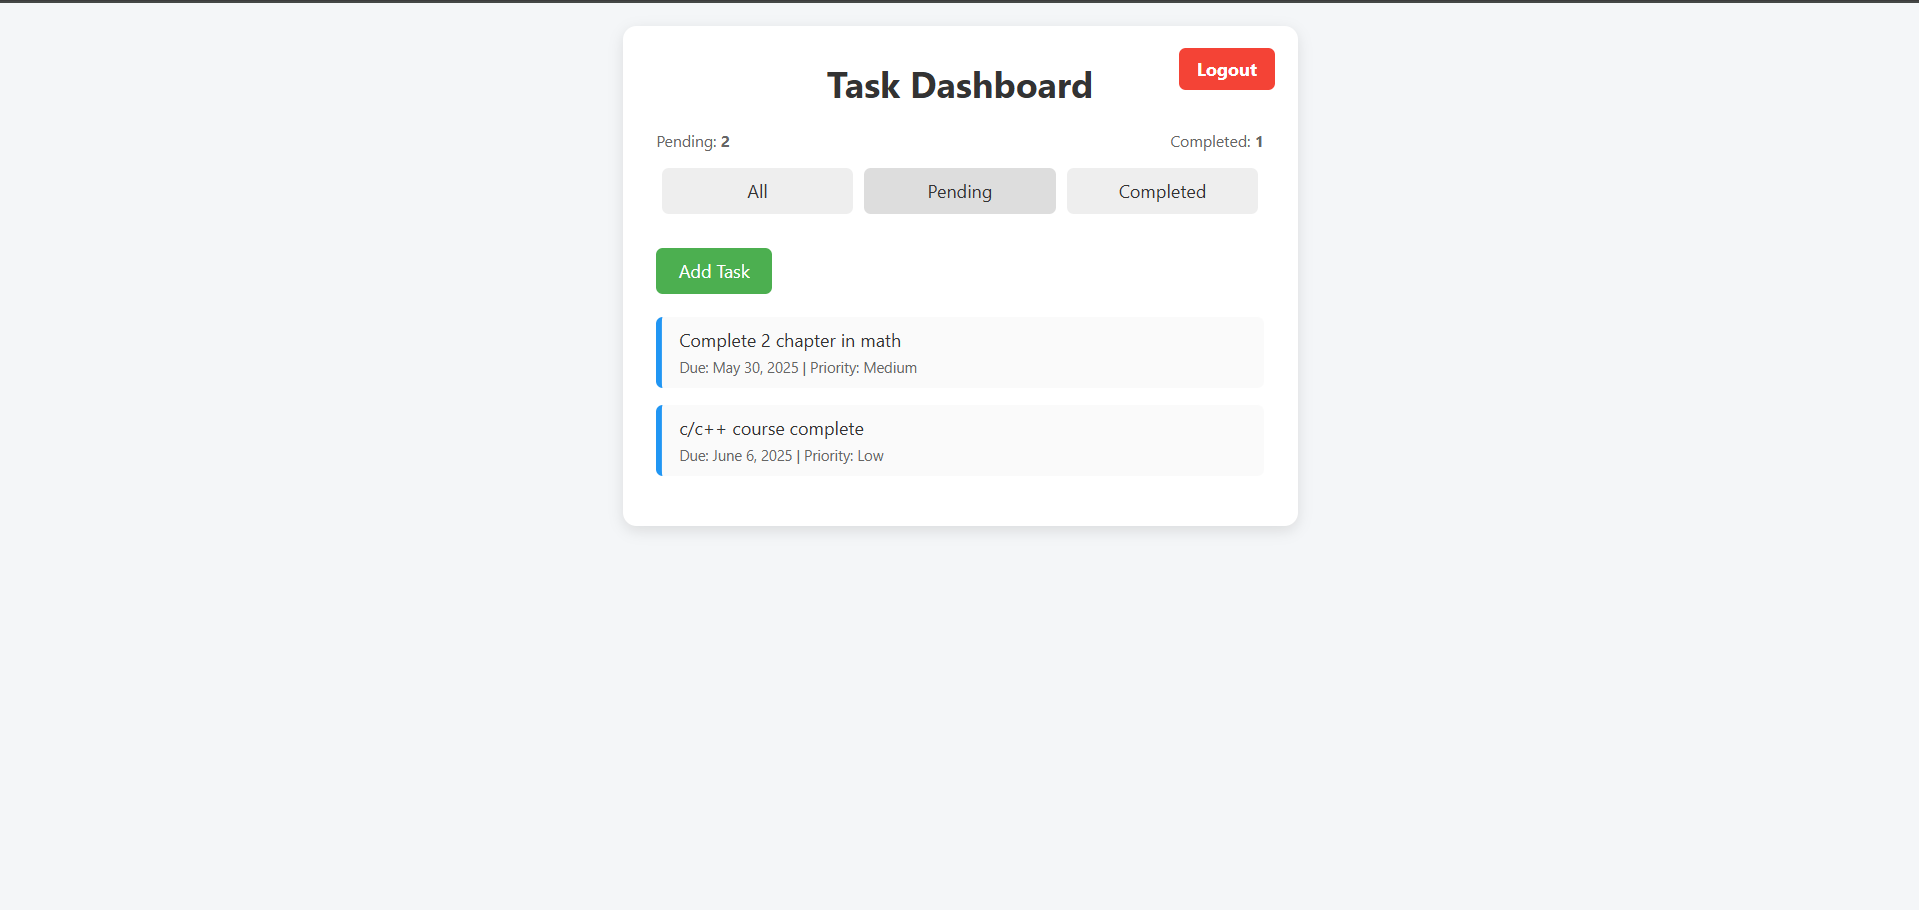 Logout
Task Dashboard
Pending: 2
Completed: 1
All
Pending
Completed
Add Task
Complete 2 chapter in math
Due: May 30, 2025 | Priority: Medium
c/c++ course complete
Due: June 6, 2025 | Priority: Low